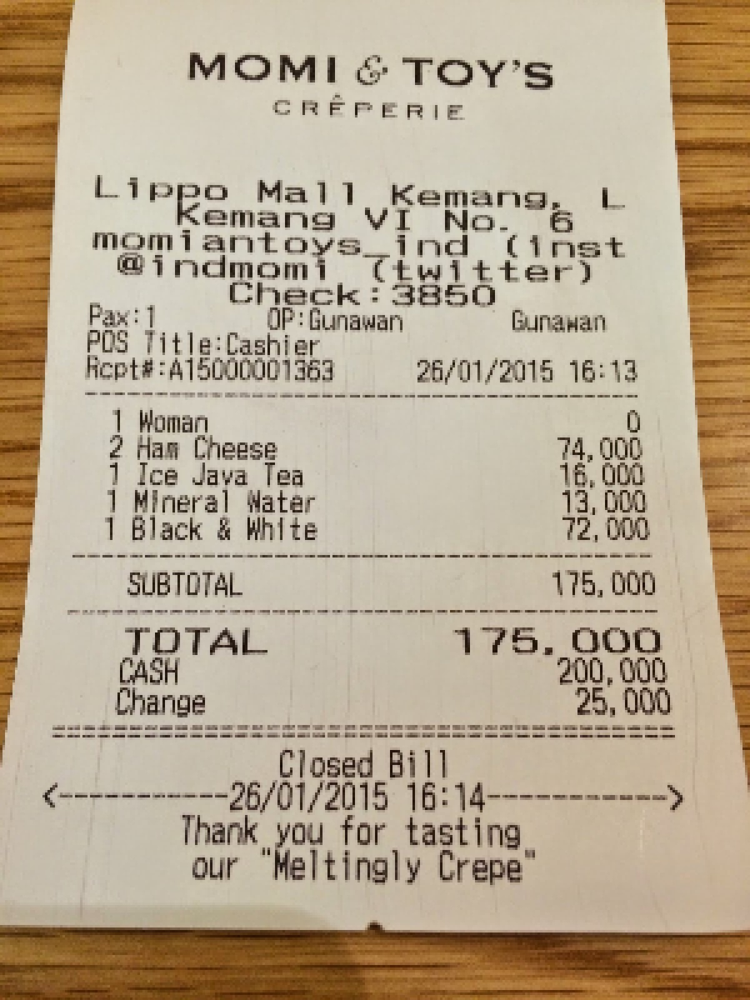 MOMI & TOY'S
CRÊPERIE
Lippo Mall Kemang, L
Kemang VI No. 6
momiantoys_ind (inst
@indmomi (twitter)
Check:3850
Pax:1 OP:Gunawan Gunawan
POS Title:Cashier
Rcpt#:A15000001363 26/01/2015 16:13
1 Woman 0
2 Ham Cheese 74,000
1 Ice Java Tea 16,000
1 Mineral Water 13,000
1 Black & White 72,000
SUBTOTAL 175,000
TOTAL 175,000
CASH 200,000
Change 25,000
Closed Bill
<-----------26/01/2015 16:14------------->
Thank you for tasting
our "Meltingly Crepe"